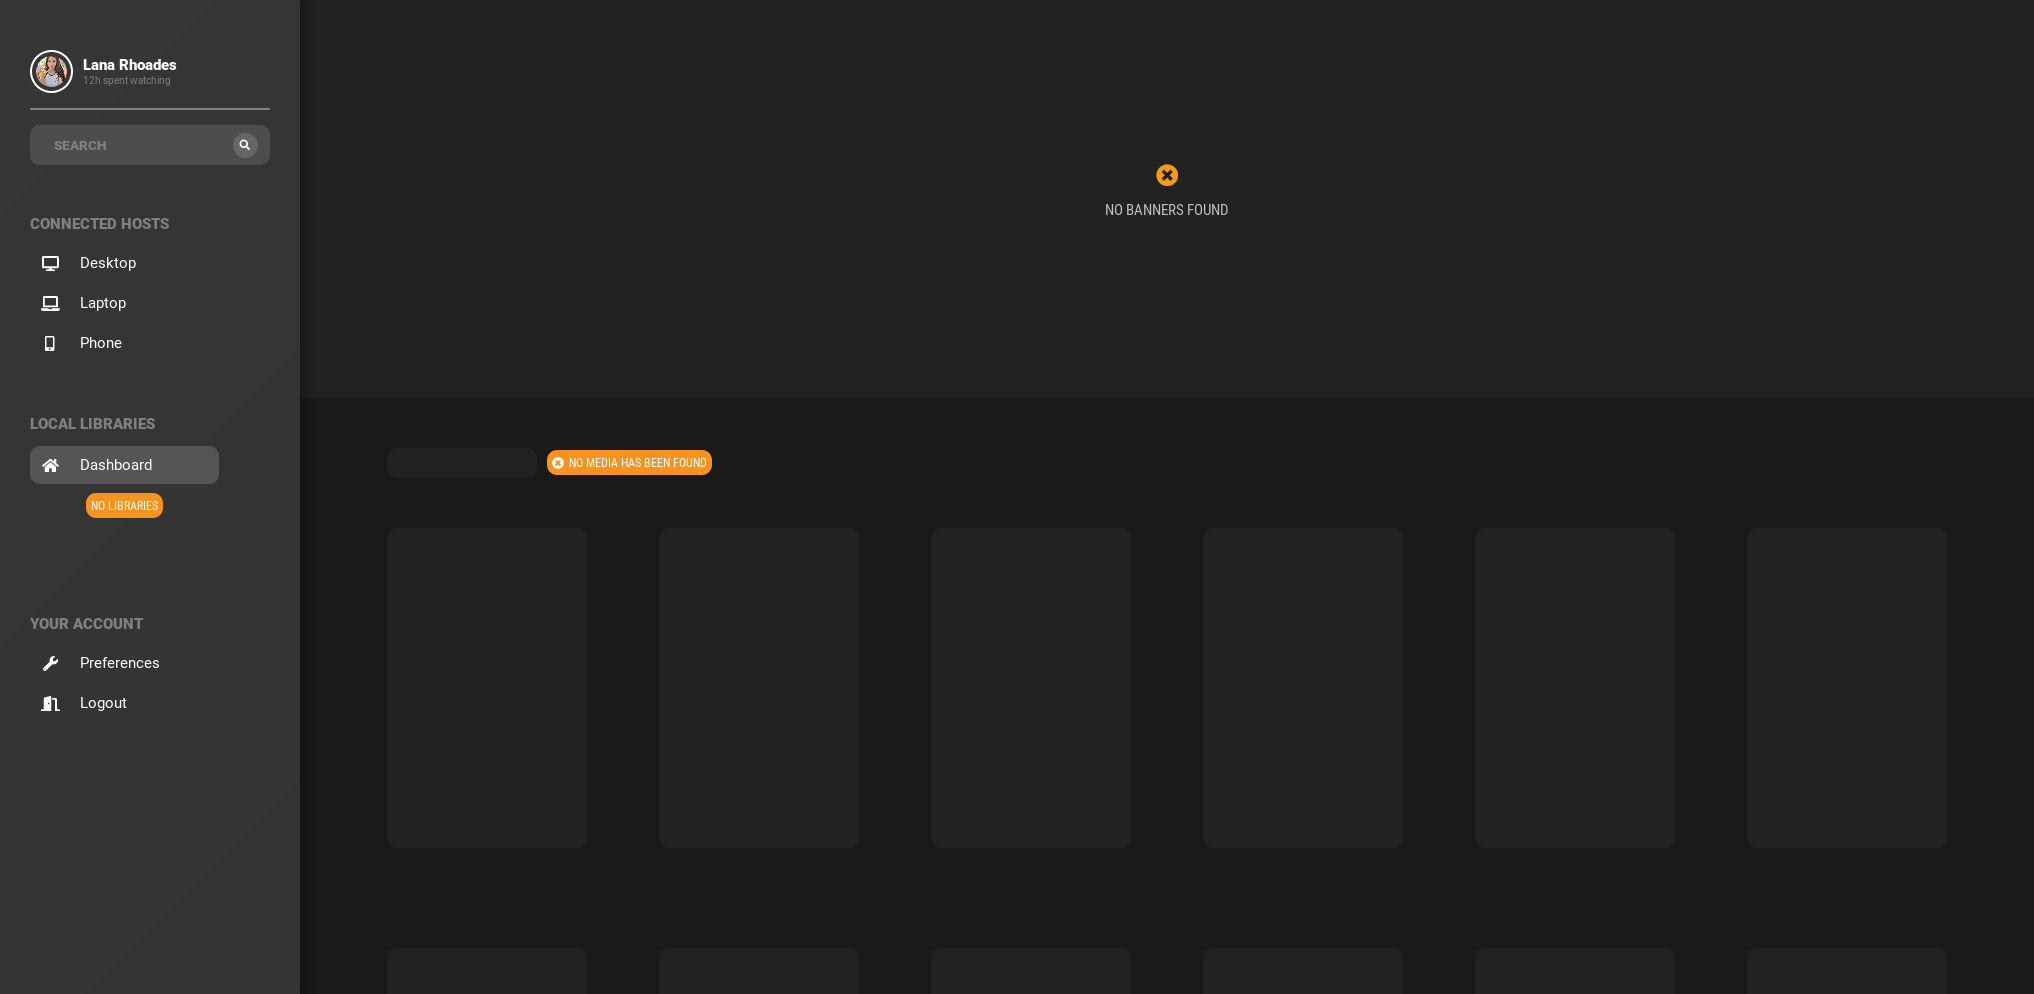 Lana Rhoades
12h spent watching
SEARCH
CONNECTED HOSTS
Desktop
Laptop
Phone
LOCAL LIBRARIES
Dashboard
NO LIBRARIES
YOUR ACCOUNT
Preferences
Logout
NO BANNERS FOUND
NO MEDIA HAS BEEN FOUND